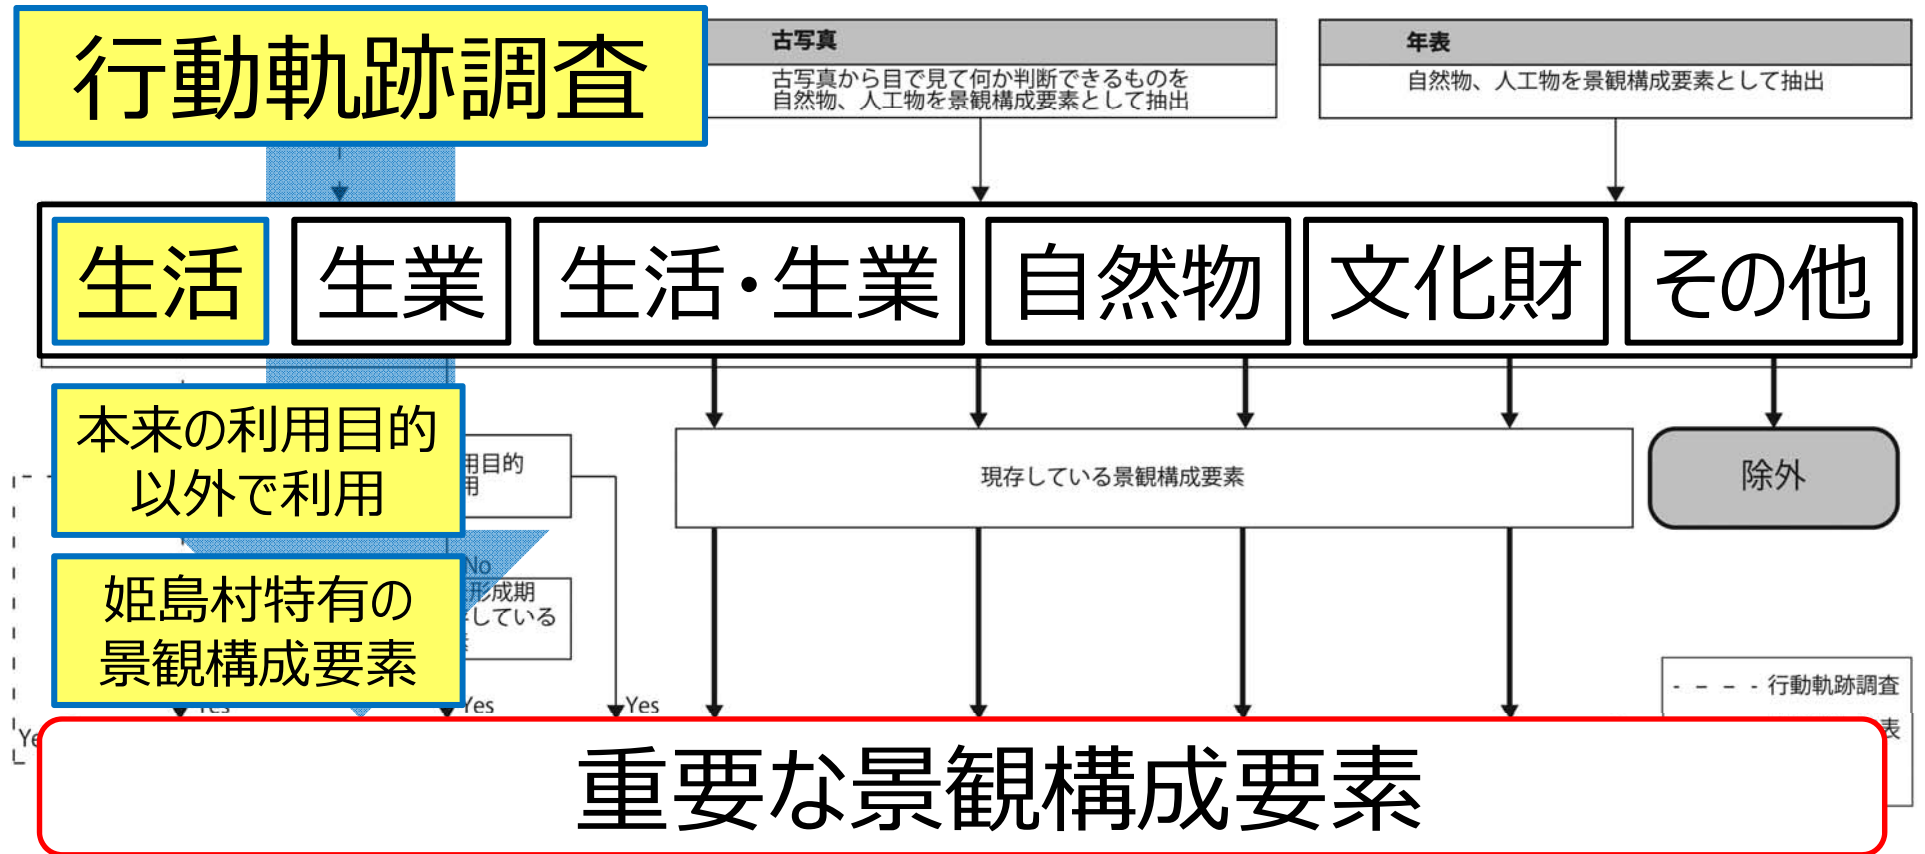 行動軌跡調査
古写真
古写真から目で見て何か判断できるものを
自然物、人工物を景観構成要素として抽出
年表
自然物、人工物を景観構成要素として抽出
生活
生業
生活・生業
自然物
文化財
その他
本来の利用目的
以外で利用
用目的
用
現存している景観構成要素
除外
No
形成期
している
姫島村特有の
景観構成要素
Yes
Yes
Yes
Ye
行動軌跡調査
表
重要な景観構成要素